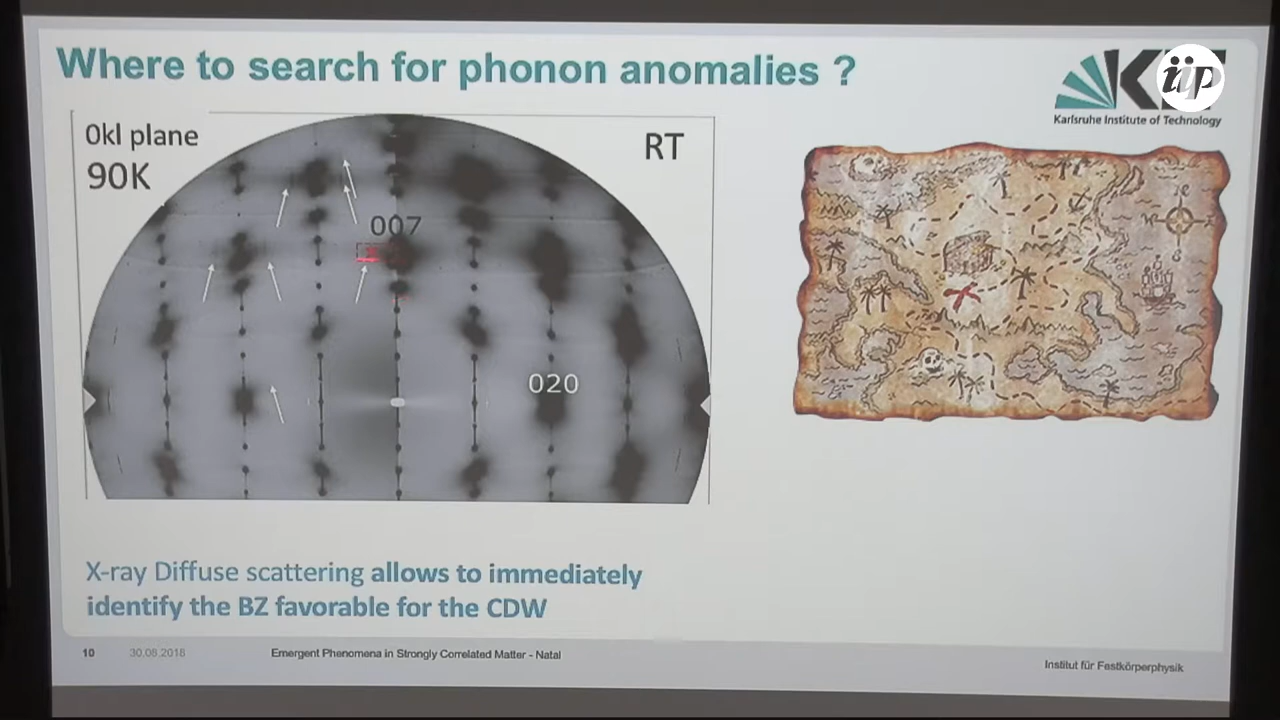 Where to search for phonon anomalies ?
KIT
iip
Karlsruhe Institute of Technology
0kl plane
90K
RT
007
020
X-ray Diffuse scattering allows to immediately
identify the BZ favorable for the CDW
10
30.08.2018
Emergent Phenomena in Strongly Correlated Matter - Natal
Institut für Festkörperphysik